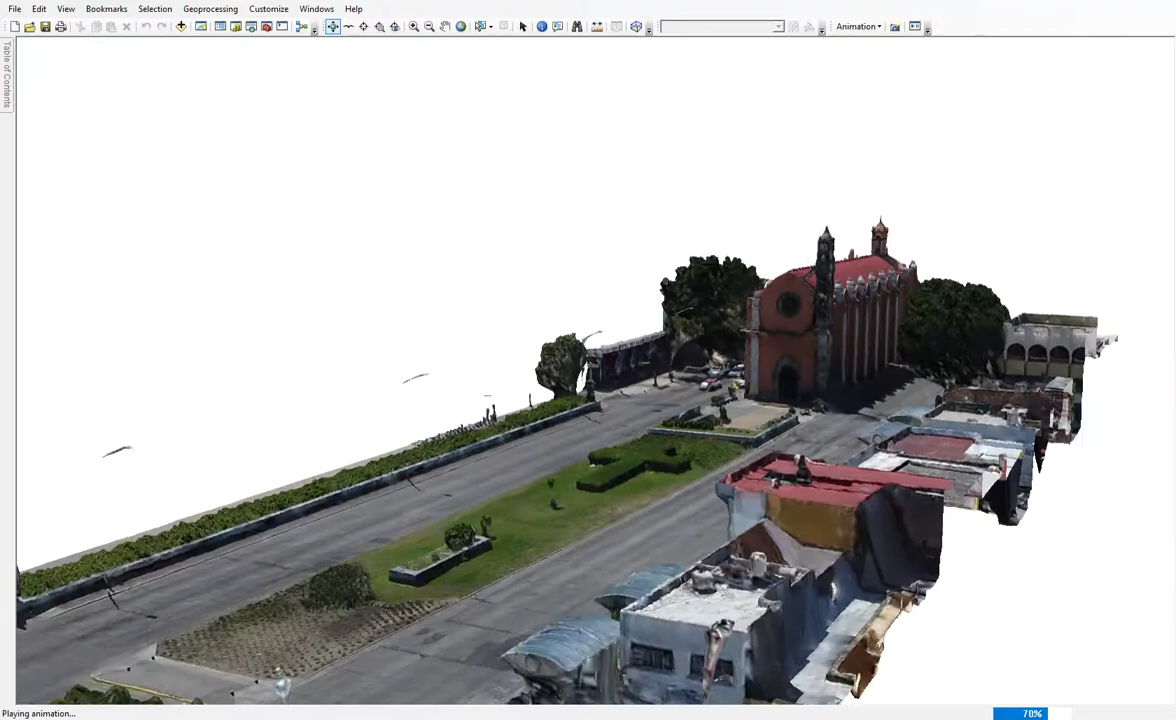 File Edit View Bookmarks Selection Geoprocessing Customize Windows Help
Animation
Table of Contents
Playing animation...
70%